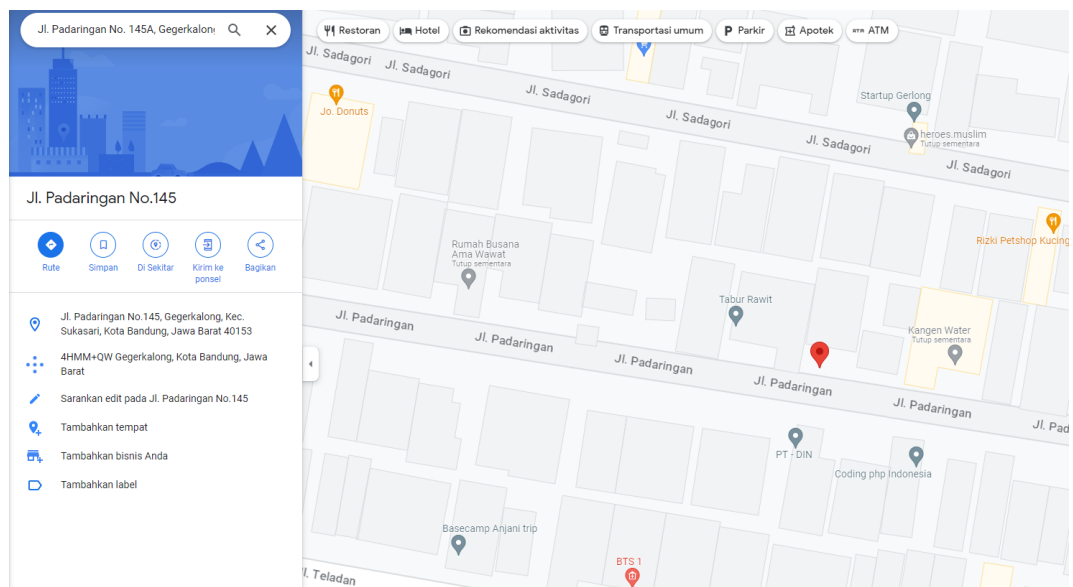 Jl. Padaringan No. 145A, Gegerkalon
Restoran
Hotel
Rekomendasi aktivitas
Transportasi umum
P Parkir
Apotek
ATM ATM
Jl. Padaringan No.145
Rute
Simpan
Di Sekitar
Kirim ke
ponsel
Bagikan
Jl. Padaringan No.145, Gegerkalong, Kec.
Sukasari, Kota Bandung, Jawa Barat 40153
4HMM+QW Gegerkalong, Kota Bandung, Jawa
Barat
Sarankan edit pada Jl. Padaringan No.145
Tambahkan tempat
Tambahkan bisnis Anda
Tambahkan label
Jl. Sadagori
Jl. Sadagori
Jl. Sadagori
Jl. Sadagori
Jl. Sadagori
Jl. Sadagori
Jo. Donuts
Startup Gerlong
heroes.muslim
Tutup sementara
Rizki Petshop Kucing
Rumah Busana
Ama Wawat
Tutup sementara
Tabur Rawit
Kangen Water
Tutup sementara
Jl. Padaringan
Jl. Padaringan
Jl. Padaringan
Jl. Padaringan
Jl. Padaringan
Jl. Pad
PT - DIN
Coding php Indonesia
Basecamp Anjani trip
BTS 1
l. Teladan